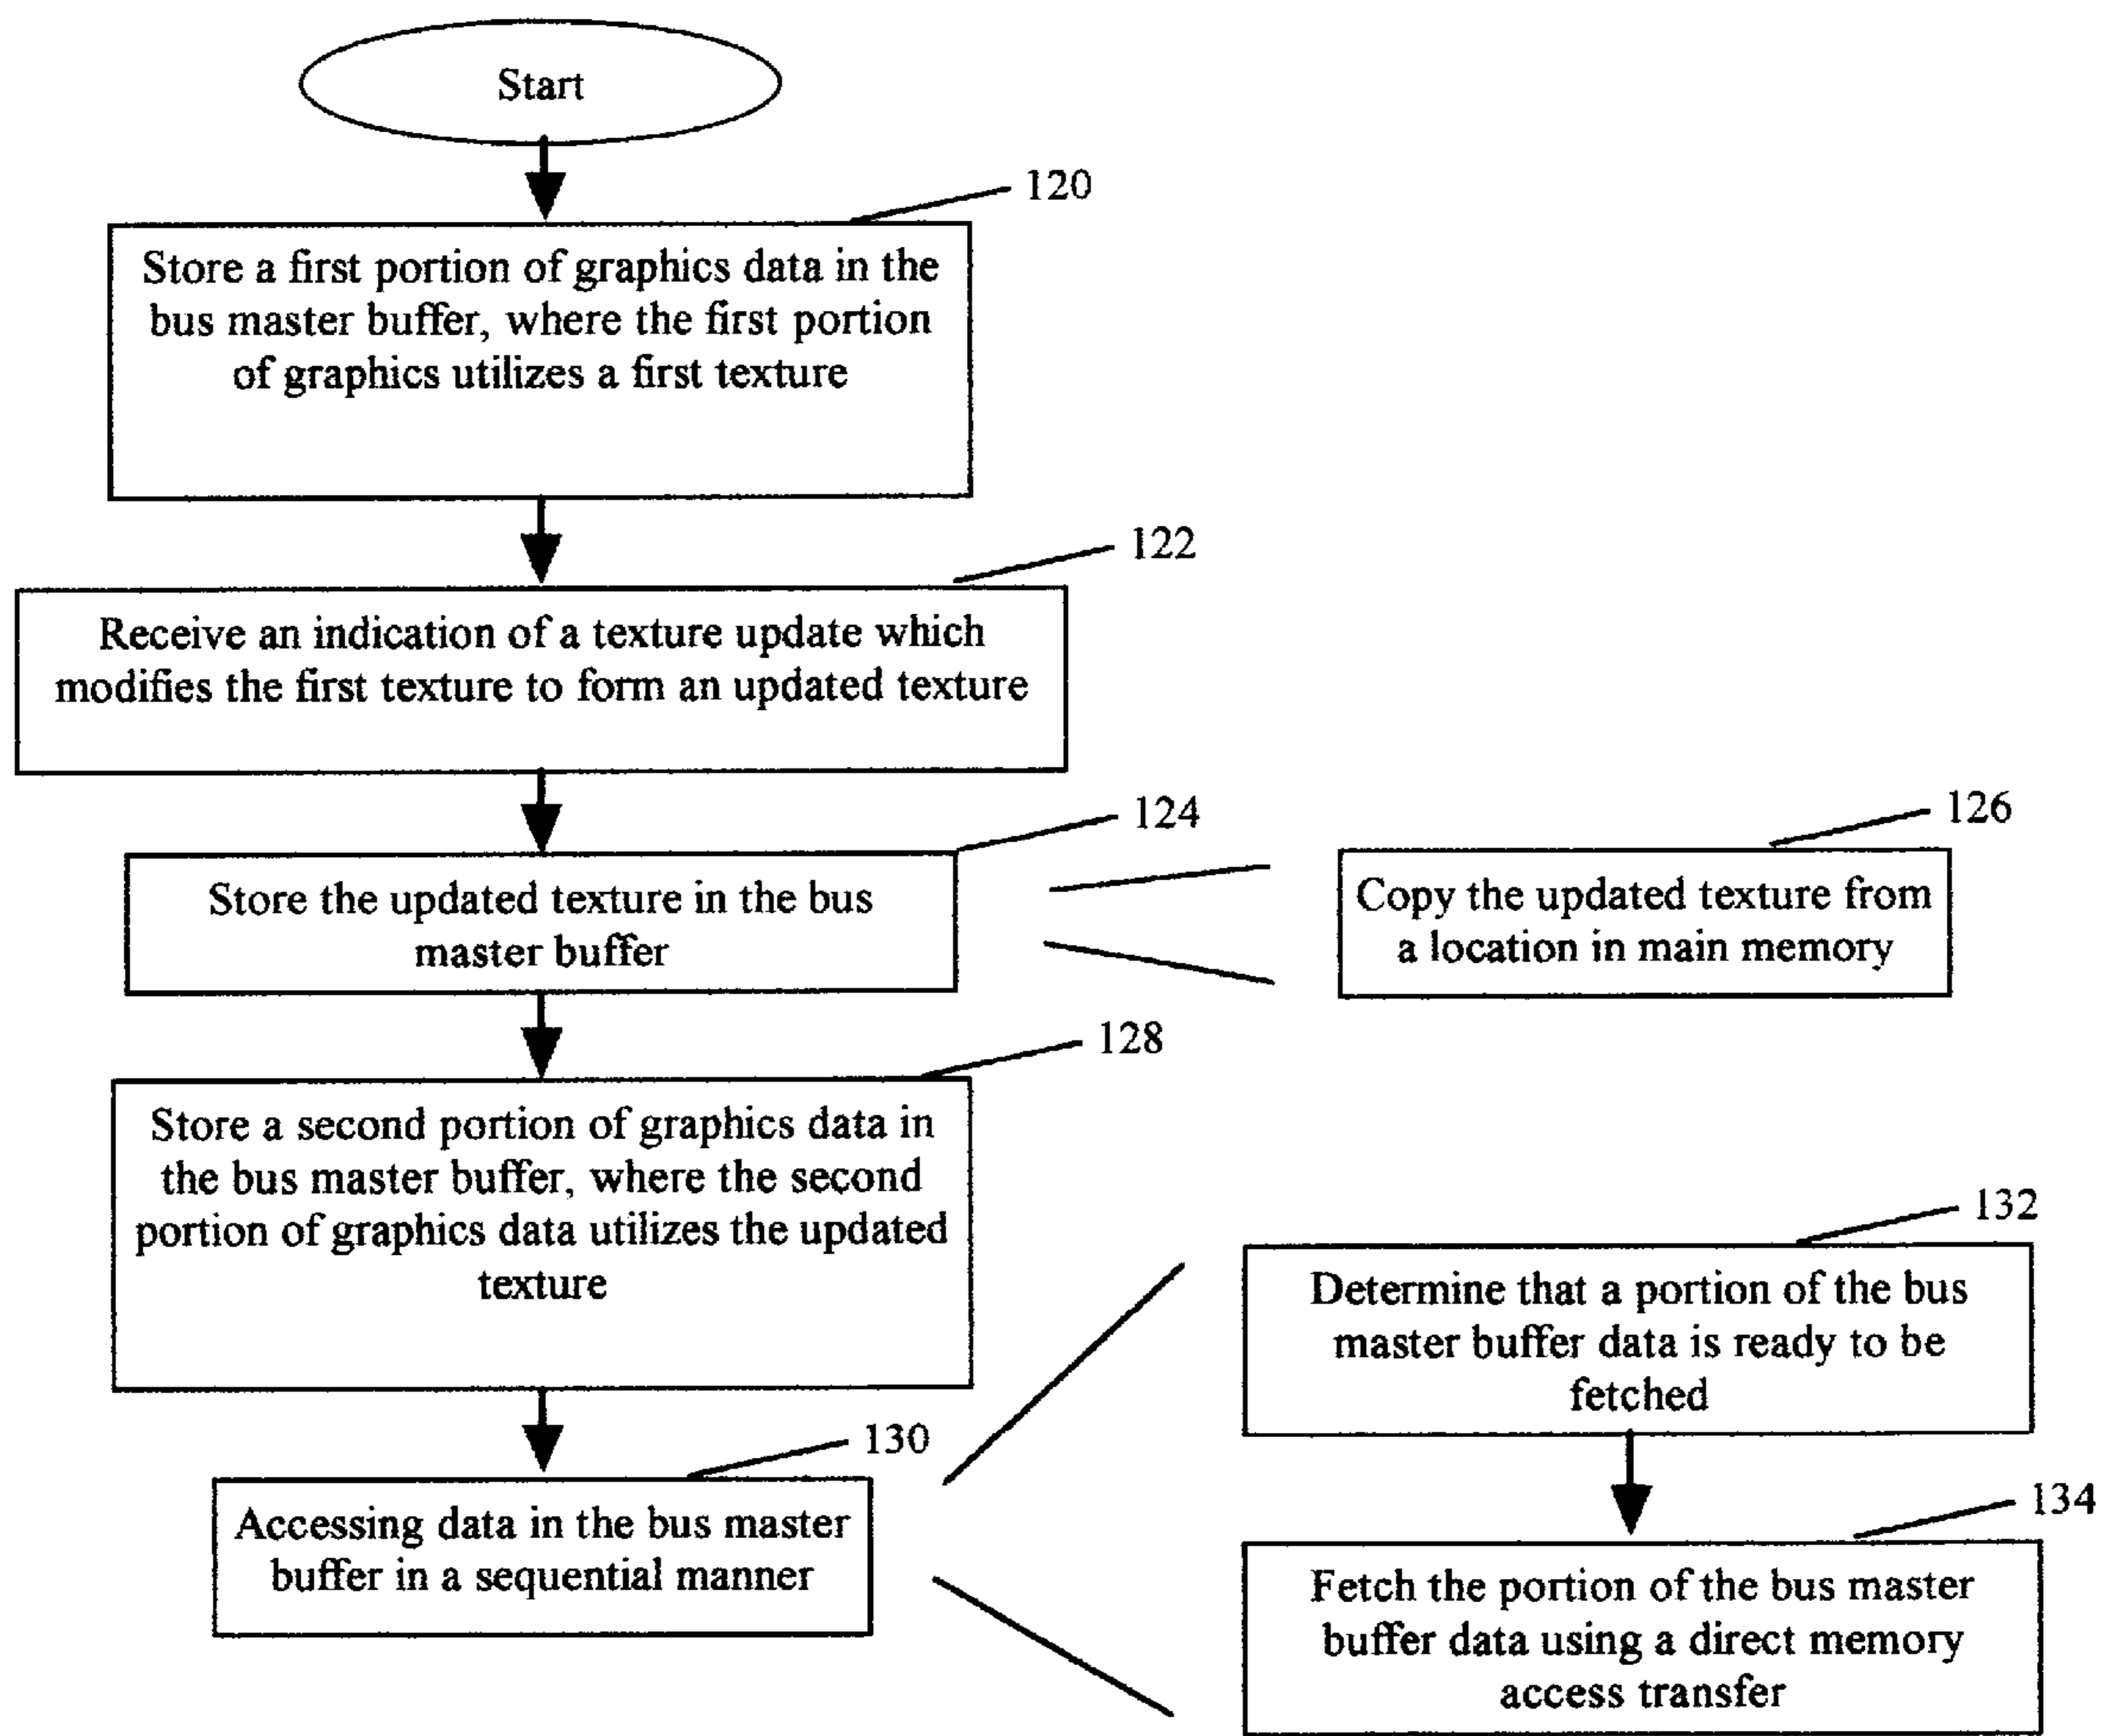 Start
120
Store a first portion of graphics data in the
bus master buffer, where the first portion
of graphics utilizes a first texture
122
Receive an indication of a texture update which
modifies the first texture to form an updated texture
124
Store the updated texture in the bus
master buffer
126
Copy the updated texture from
a location in main memory
128
Store a second portion of graphics data in
the bus master buffer, where the second
portion of graphics data utilizes the updated
texture
130
Accessing data in the bus master
buffer in a sequential manner
132
Determine that a portion of the bus
master buffer data is ready to be
fetched
134
Fetch the portion of the bus master
buffer data using a direct memory
access transfer